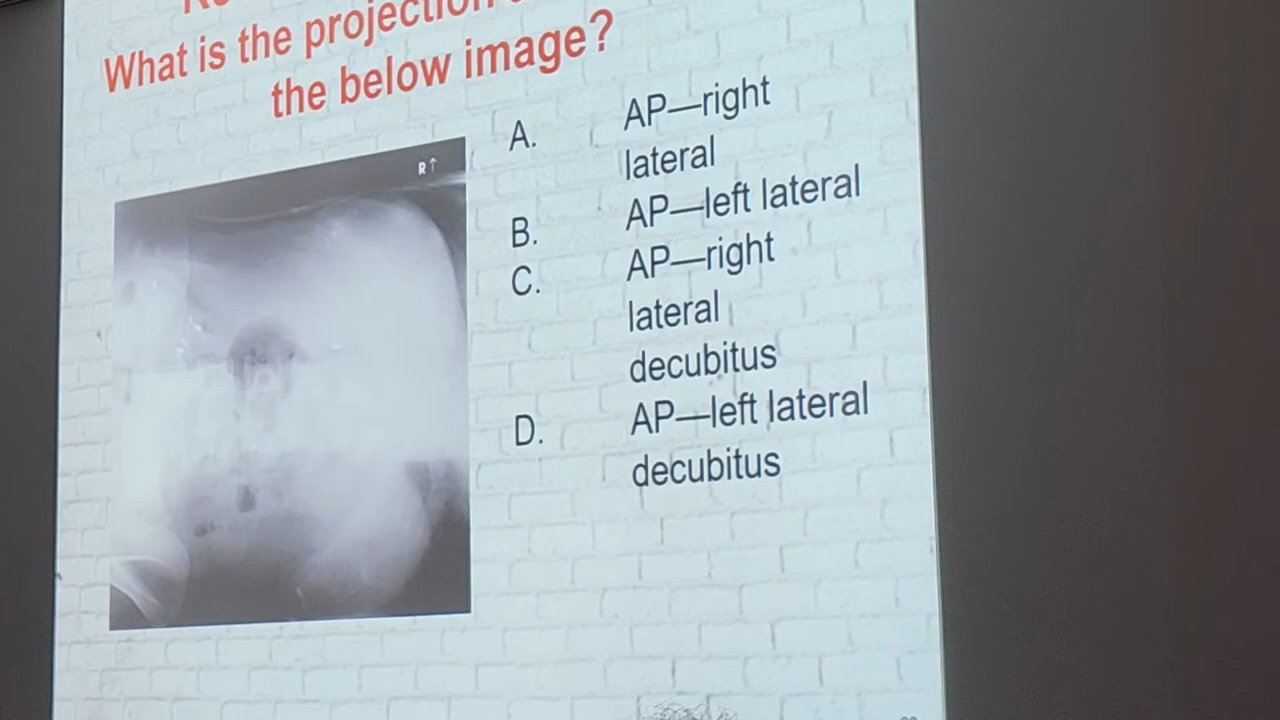 What is the projection
the below image?
R↑
A. AP—right
lateral
B. AP—left lateral
C. AP—right
lateral
decubitus
D. AP—left lateral
decubitus